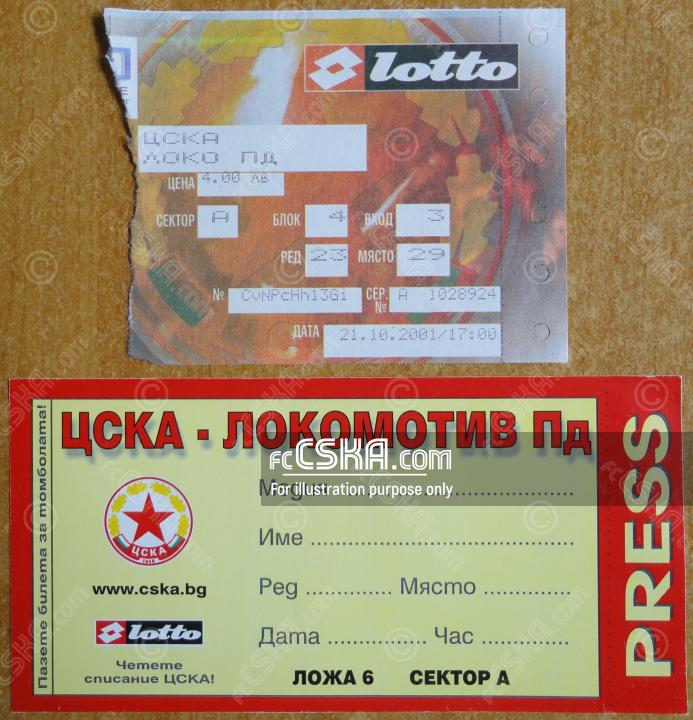 lotto
ЦСКА
ЛОКО ПД
ЦЕНА 4.00 ЛВ
СЕКТОР А БЛОК 4 ВХОД 3
РЕД 23 МЯСТО 29
№ CvNPcHh13Gi СЕР. № А 1028924
ДАТА 21.10.2001/17:00
Пазете билета за томболата!
ЦСКА - ЛОКОМОТИВ Пд
PRESS
fcCSKA.com
For illustration purpose only
ЦСКА
1948
Име
www.cska.bg
Ред Място
lotto
Дата Час
Четете
списание ЦСКА!
ЛОЖА 6 СЕКТОР А